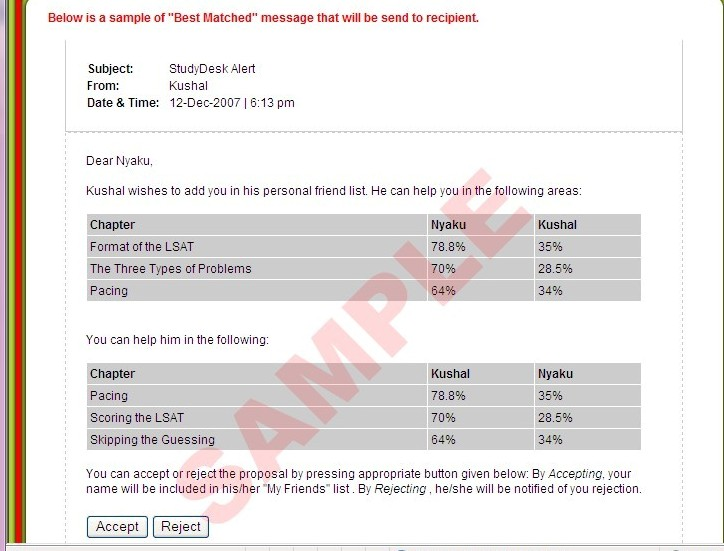 Below is a sample of "Best Matched" message that will be send to recipient.
Subject: StudyDesk Alert
From: Kushal
Date & Time: 12-Dec-2007 | 6:13 pm
Dear Nyaku,
Kushal wishes to add you in his personal friend list. He can help you in the following areas:
Chapter Nyaku Kushal
Format of the LSAT 78.8% 35%
The Three Types of Problems 70% 28.5%
Pacing 64% 34%
You can help him in the following:
Chapter Kushal Nyaku
Pacing 78.8% 35%
Scoring the LSAT 70% 28.5%
Skipping the Guessing 64% 34%
You can accept or reject the proposal by pressing appropriate button given below: By Accepting, your
name will be included in his/her "My Friends" list . By Rejecting , he/she will be notified of you rejection.
Accept Reject
SAMPLE